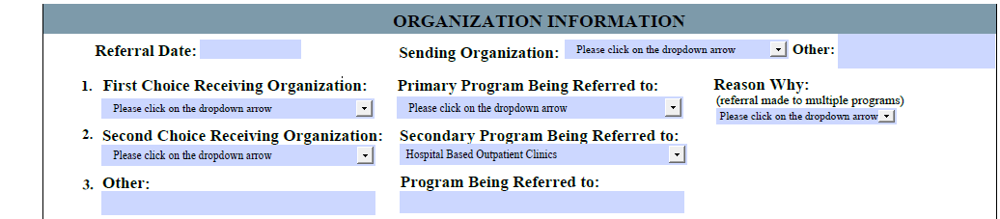 ORGANIZATION INFORMATION
Referral Date: Sending Organization: Please click on the dropdown arrow Other:
1. First Choice Receiving Organization: Primary Program Being Referred to: Reason Why:
(referral made to multiple programs)
Please click on the dropdown arrow Please click on the dropdown arrow Please click on the dropdown arrow
2. Second Choice Receiving Organization: Secondary Program Being Referred to:
Please click on the dropdown arrow Hospital Based Outpatient Clinics
3. Other: Program Being Referred to: